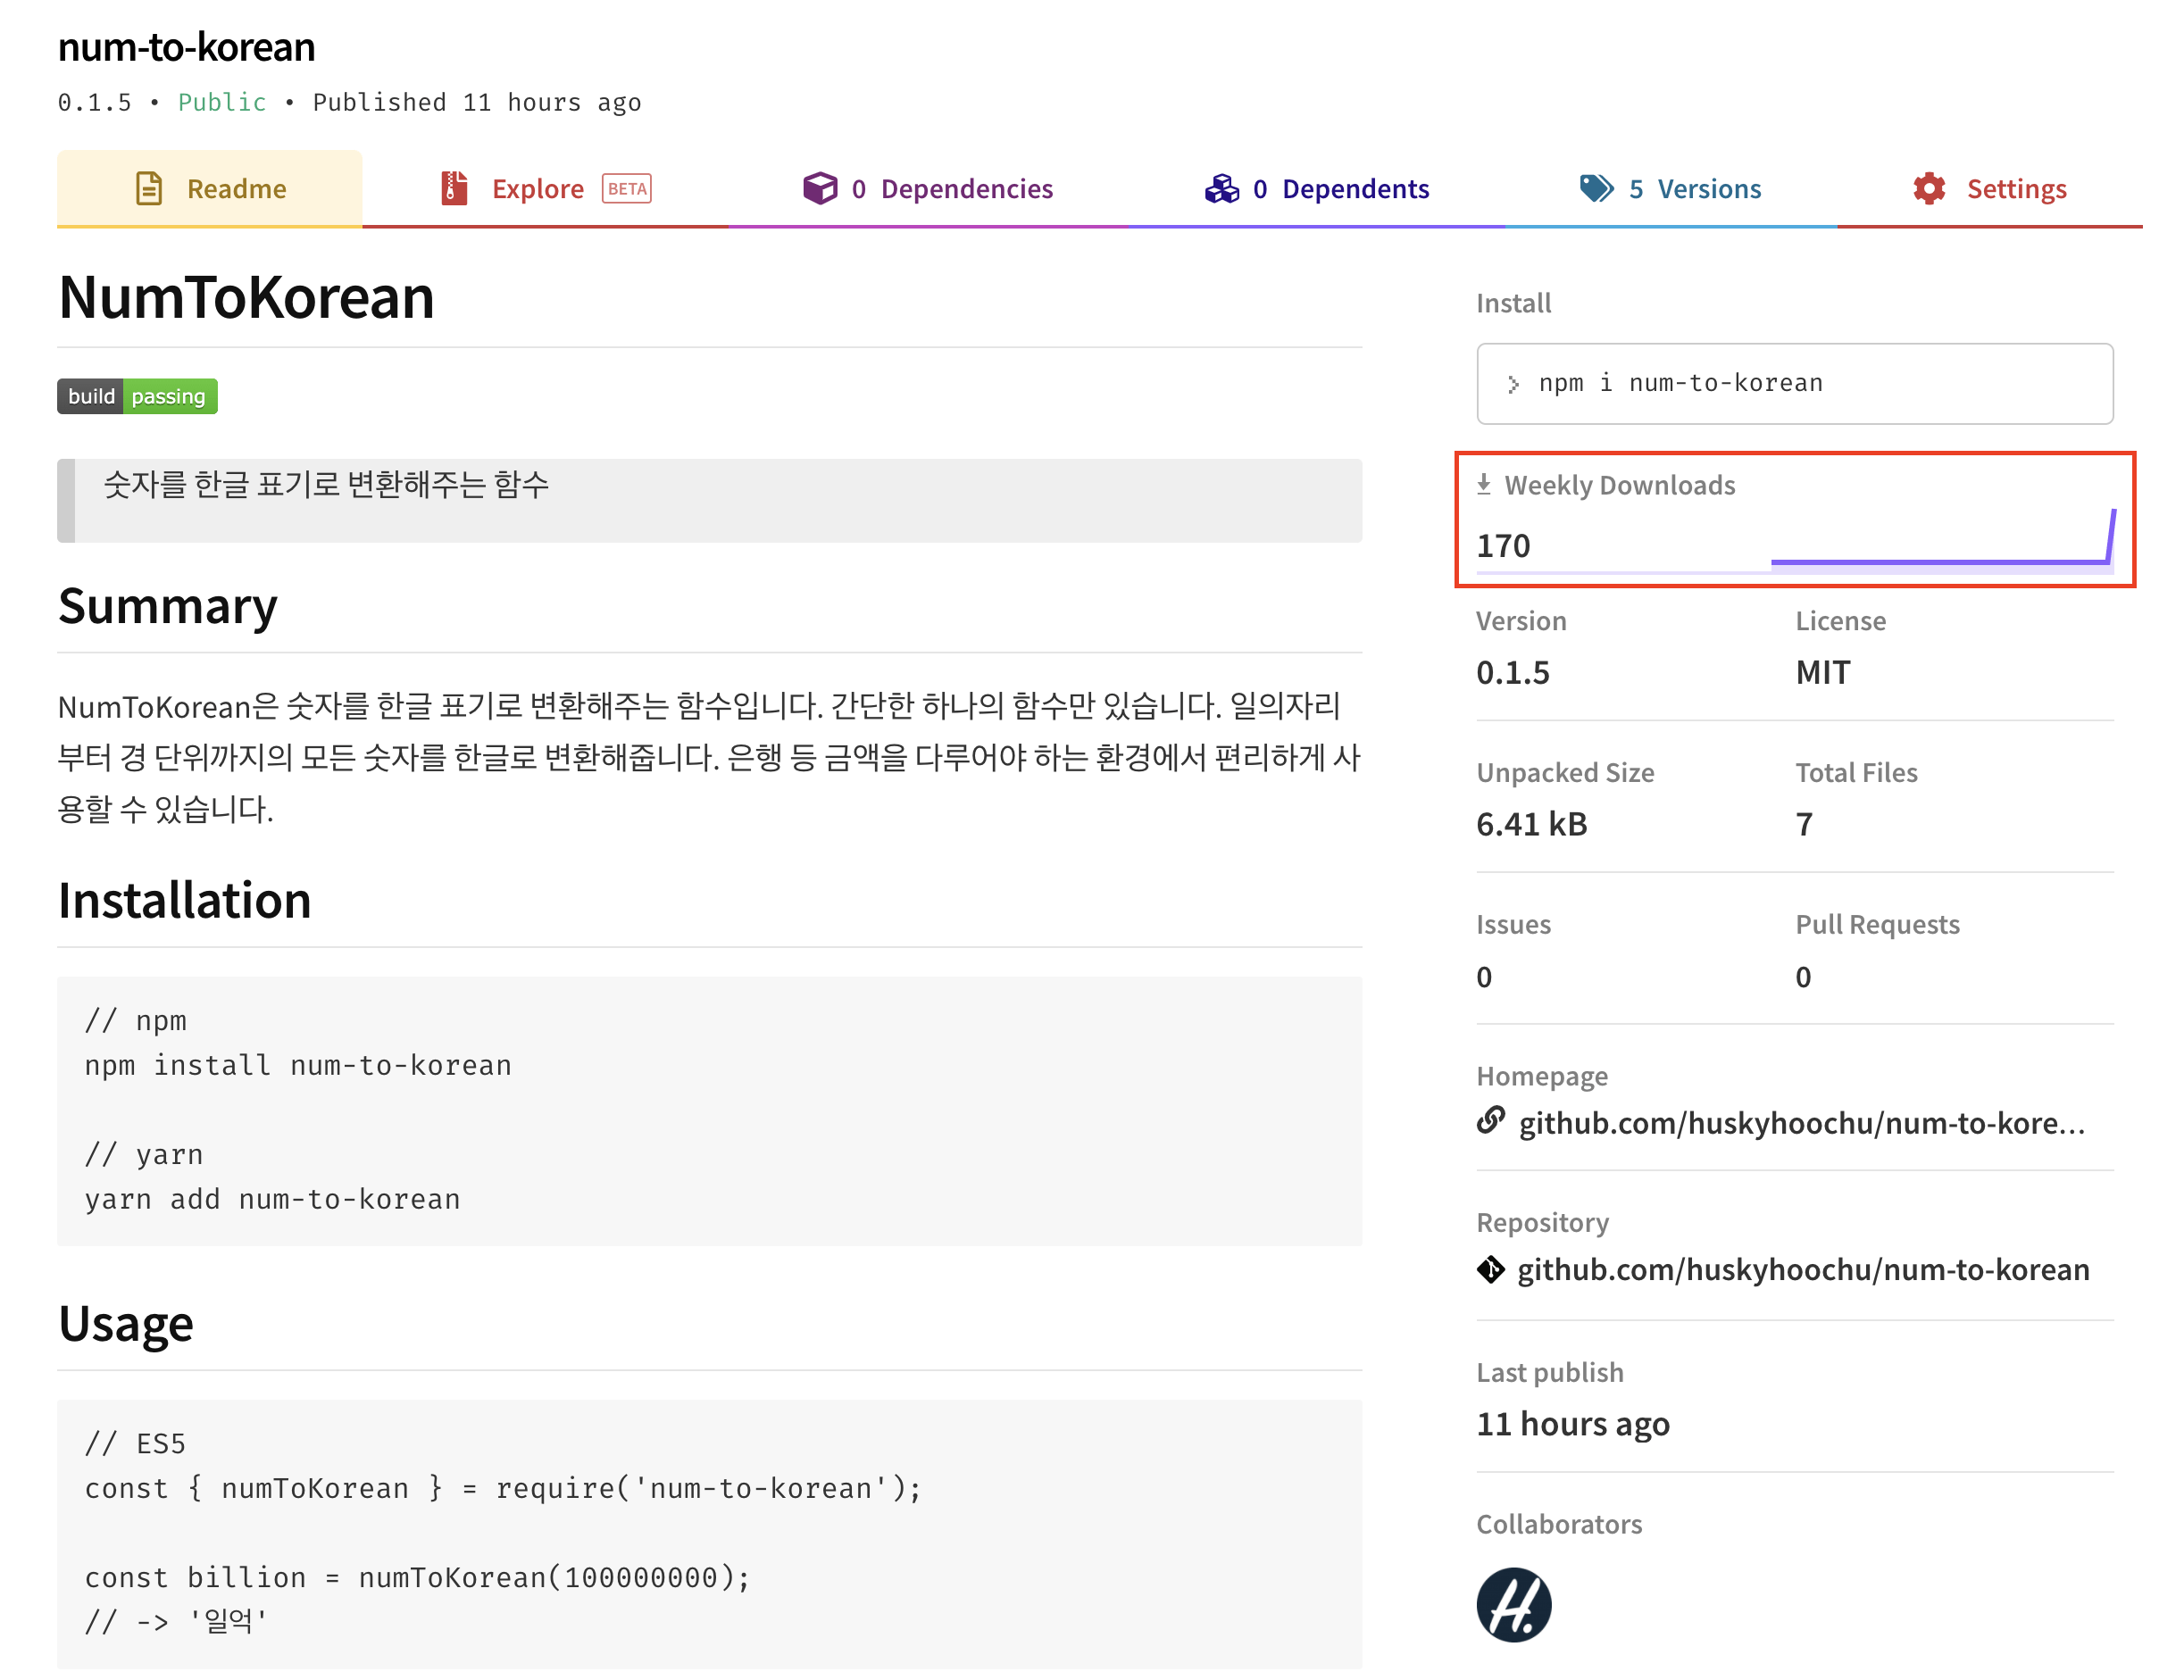 num-to-korean
0.1.5 • Public • Published 11 hours ago
Readme
Explore BETA
0 Dependencies
0 Dependents
5 Versions
Settings
NumToKorean
build passing
숫자를 한글 표기로 변환해주는 함수
Summary
NumToKorean은 숫자를 한글 표기로 변환해주는 함수입니다. 간단한 하나의 함수만 있습니다. 일의자리
부터 경 단위까지의 모든 숫자를 한글로 변환해줍니다. 은행 등 금액을 다루어야 하는 환경에서 편리하게 사
용할 수 있습니다.
Installation
// npm
npm install num-to-korean
// yarn
yarn add num-to-korean
Usage
// ES5
const { numToKorean } = require('num-to-korean');
const billion = numToKorean(100000000);
// -> '일억'
Install
> npm i num-to-korean
Weekly Downloads
170
Version
0.1.5
License
MIT
Unpacked Size
6.41 kB
Total Files
7
Issues
0
Pull Requests
0
Homepage
github.com/huskyhoochu/num-to-kore...
Repository
github.com/huskyhoochu/num-to-korean
Last publish
11 hours ago
Collaborators
H.